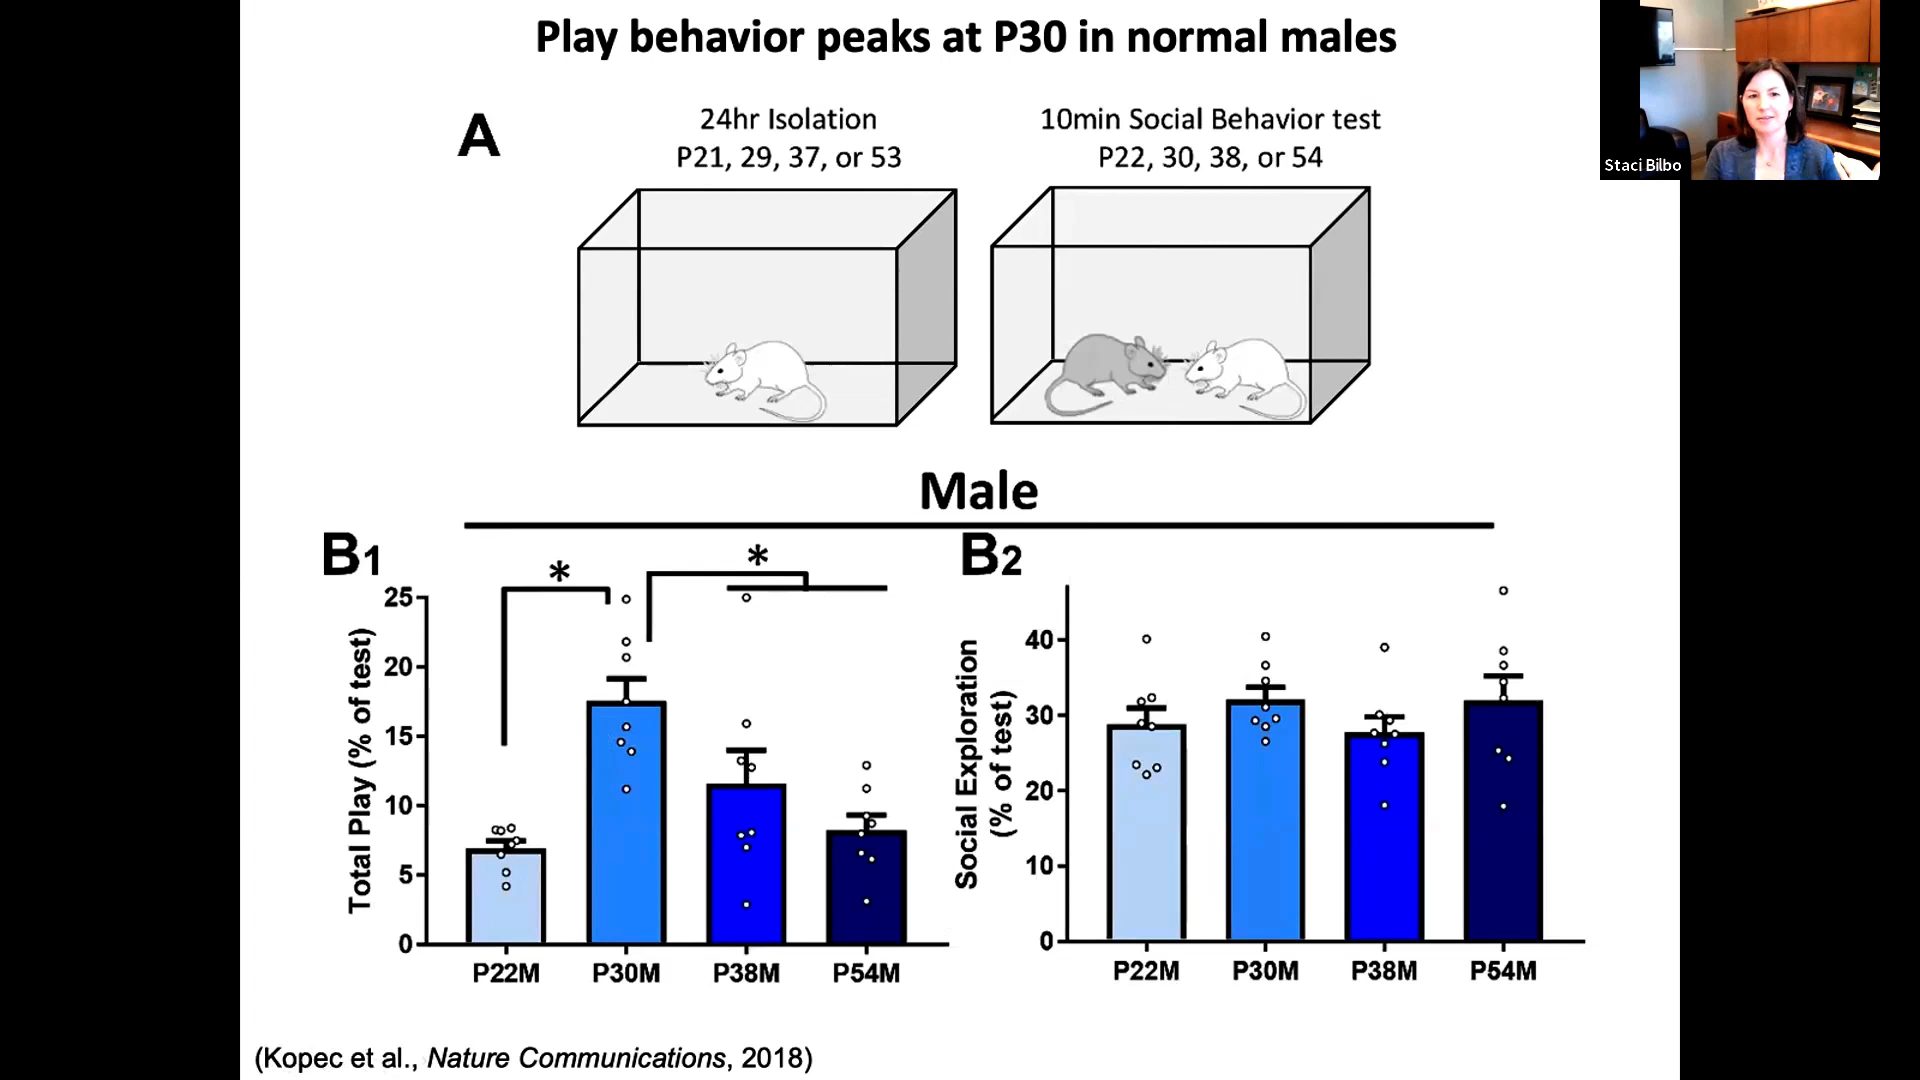 Play behavior peaks at P30 in normal males
Staci Bilbo
A
24hr Isolation
P21, 29, 37, or 53
10min Social Behavior test
P22, 30, 38, or 54
Male
B1
*
*
Total Play (% of test)
25
20
15
10
5
0
P22M P30M P38M P54M
B2
Social Exploration
(% of test)
40
30
20
10
0
P22M P30M P38M P54M
(Kopec et al., Nature Communications, 2018)